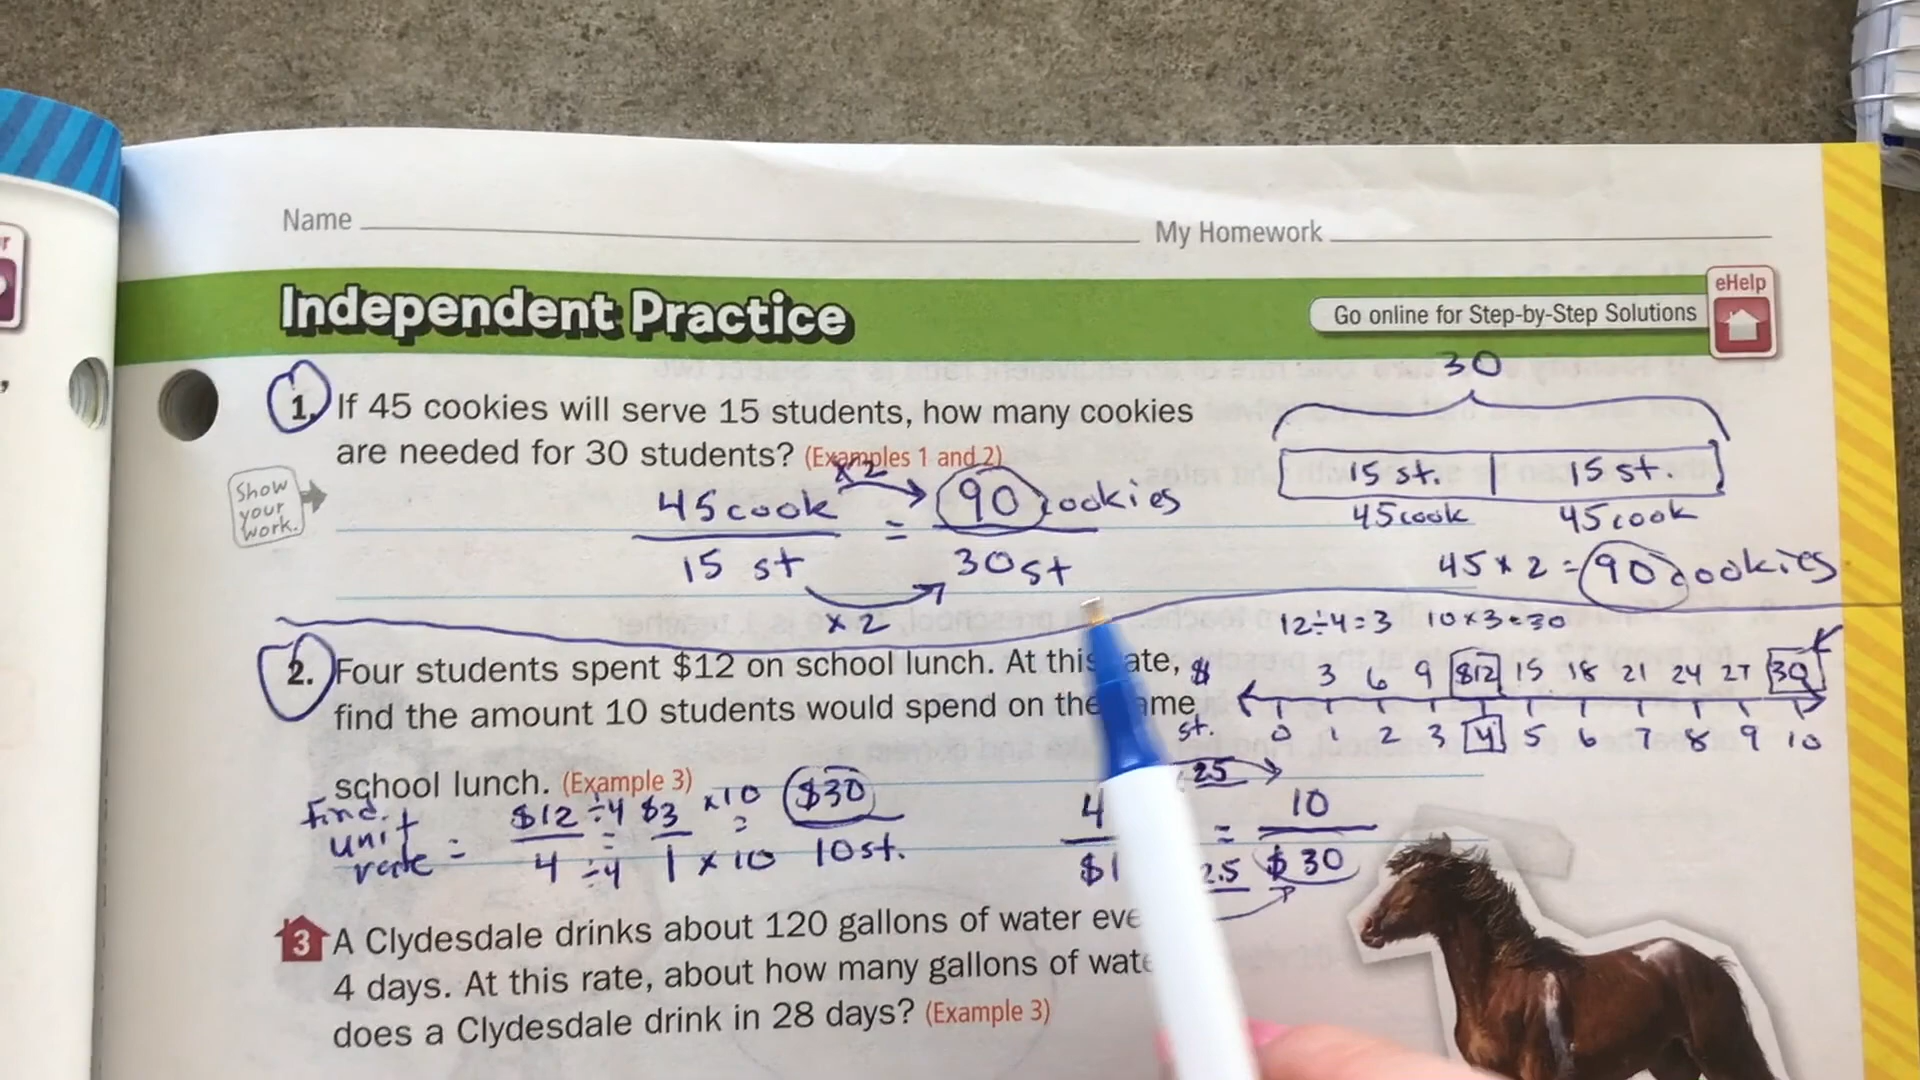 Name
My Homework
Independent Practice
Go online for Step-by-Step Solutions
eHelp
30
1. If 45 cookies will serve 15 students, how many cookies
are needed for 30 students? (Examples 1 and 2)
Show
your
work.
x 2
45 cook = 90 cookies
15 st 30 st
x 2
15 st. 15 st.
45 cook 45 cook
45 x 2 = 90 cookies
12÷4=3 10x3=30
2. Four students spent $12 on school lunch. At this rate,
find the amount 10 students would spend on the same
school lunch. (Example 3)
$ 3 6 9 $12 15 18 21 24 27 30
st. 0 1 2 3 4 5 6 7 8 9 10
find
unit
rate =
$12 ÷4 = $3 x10 = $30
4 ÷4 1 x 10 10st.
25
4 = 10
$1 2.5 $30
3 A Clydesdale drinks about 120 gallons of water eve
4 days. At this rate, about how many gallons of wate
does a Clydesdale drink in 28 days? (Example 3)